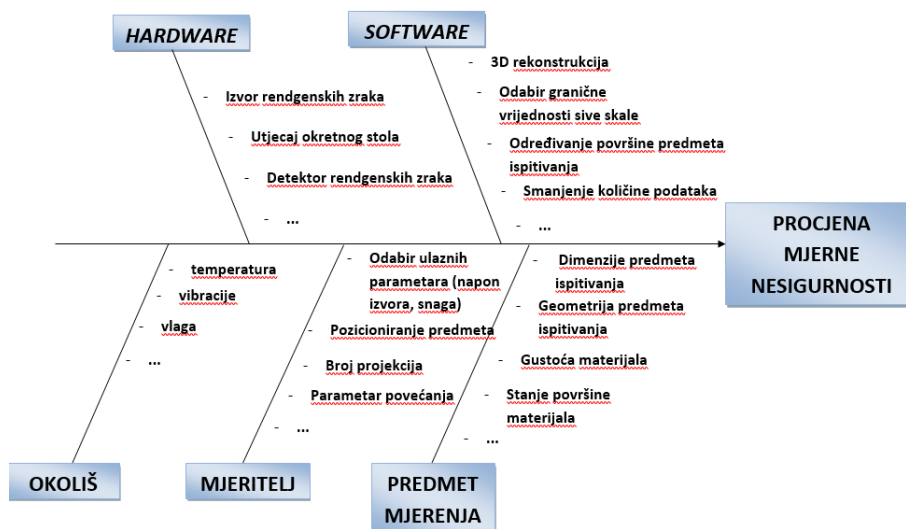 HARDWARE
SOFTWARE
- Izvor rendgenskih zraka
- Utjecaj okretnog stola
- Detektor rendgenskih zraka
- ...
- 3D rekonstrukcija
- Odabir granične
vrijednosti sive skale
- Određivanje površine predmeta
ispitivanja
- Smanjenje količine podataka
- ...
PROCJENA
MJERNE
NESIGURNOSTI
- temperatura
- vibracije
- vlaga
- ...
- Odabir ulaznih
parametara (napon
izvora, snaga)
- Pozicioniranje predmeta
- Broj projekcija
- Parametar povećanja
- ...
- Dimenzije predmeta
ispitivanja
- Geometrija predmeta
ispitivanja
- Gustoća materijala
- Stanje površine
materijala
- ...
OKOLIŠ
MJERITELJ
PREDMET
MJERENJA